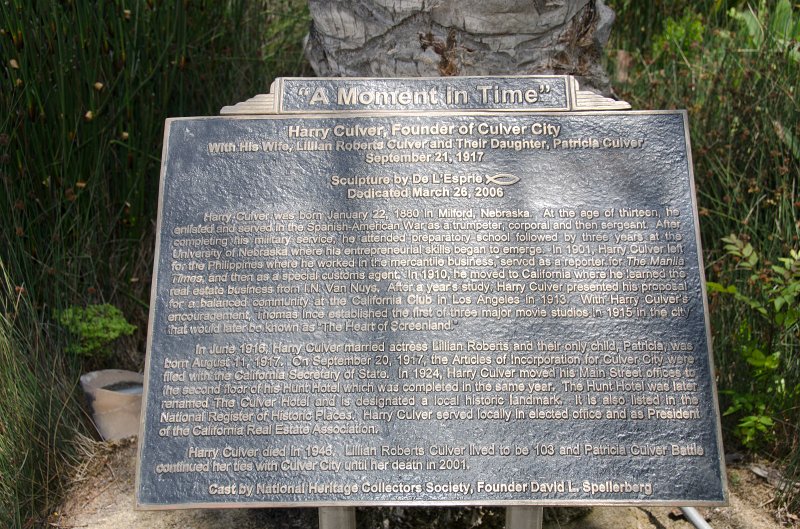 "A Moment in Time"
Harry Culver, Founder of Culver City
With His Wife, Lillian Roberts Culver and Their Daughter, Patricia Culver
September 21, 1917
Sculpture by De L'Esprie
Dedicated March 26, 2006
Harry Culver was born January 22, 1880 in Milford, Nebraska. At the age of thirteen, he
enlisted and served in the Spanish-American War as a trumpeter, corporal and then sergeant. After
completing his military service, he attended preparatory school followed by three years at the
University of Nebraska where his entrepreneurial skills began to emerge. In 1901, Harry Culver left
for the Philippines where he worked in the mercantile business, served as a reporter for The Manila
Times, and then as a special customs agent. In 1910, he moved to California where he learned the
real estate business from I.N. Van Nuys. After a year's study, Harry Culver presented his proposal
for a balanced community at the California Club in Los Angeles in 1913. With Harry Culver's
encouragement, Thomas Ince established the first of three major movie studios in 1915 in the city
that would later be known as "The Heart of Screenland."
In June 1916, Harry Culver married actress Lillian Roberts and their only child, Patricia, was
born August 11, 1917. On September 20, 1917, the Articles of Incorporation for Culver City were
filed with the California Secretary of State. In 1924, Harry Culver moved his Main Street offices to
the second floor of his Hunt Hotel which was completed in the same year. The Hunt Hotel was later
renamed The Culver Hotel and is designated a local historic landmark. It is also listed in the
National Register of Historic Places. Harry Culver served locally in elected office and as President
of the California Real Estate Association.
Harry Culver died in 1946. Lillian Roberts Culver lived to be 103 and Patricia Culver Battle
continued her ties with Culver City until her death in 2001.
Cast by National Heritage Collectors Society, Founder David L. Spellerberg